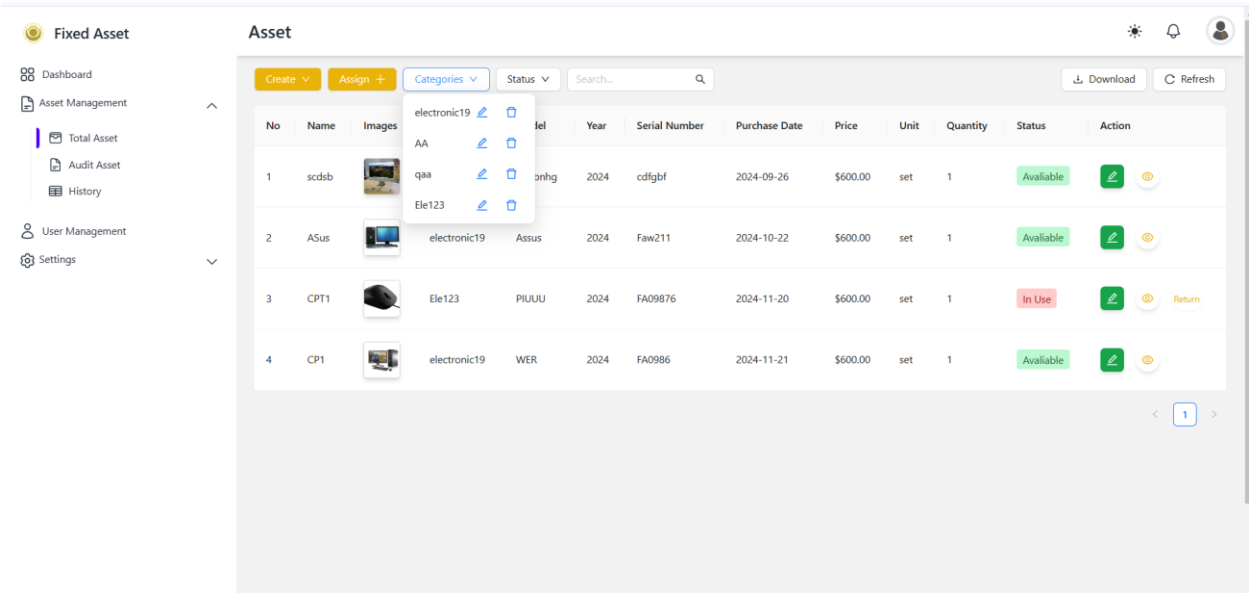 Fixed Asset
Asset
Dashboard
Asset Management
Total Asset
Audit Asset
History
User Management
Settings
Create Assign + Categories Status Search... Download Refresh
electronic19
AA
qaa
Ele123
No Name Images Year Serial Number Purchase Date Price Unit Quantity Status Action
1 scdsb 2024 cdfgbf 2024-09-26 $600.00 set 1 Avaliable
2 ASus electronic19 Assus 2024 Faw211 2024-10-22 $600.00 set 1 Avaliable
3 CPT1 Ele123 PIUUU 2024 FA09876 2024-11-20 $600.00 set 1 In Use Return
4 CP1 electronic19 WER 2024 FA0986 2024-11-21 $600.00 set 1 Avaliable
< 1 >